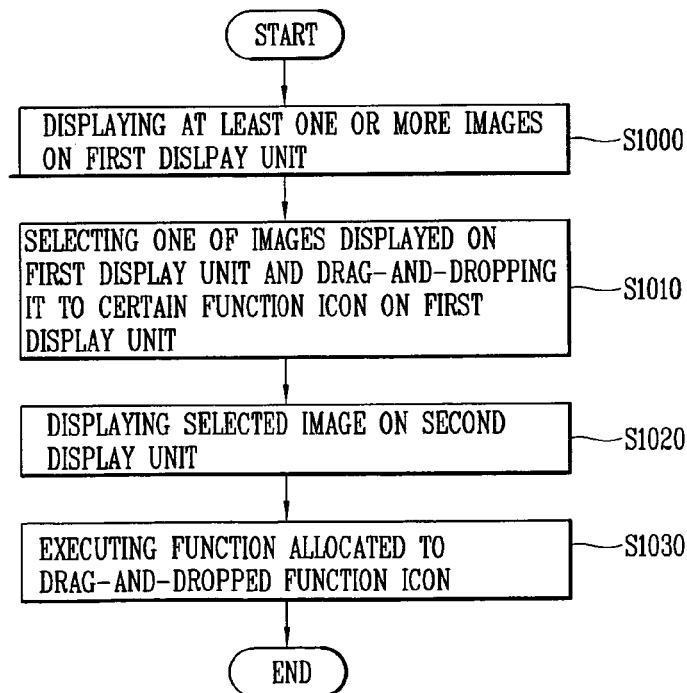 START
DISPLAYING AT LEAST ONE OR MORE IMAGES
ON FIRST DISLPAY UNIT
S1000
SELECTING ONE OF IMAGES DISPLAYED ON
FIRST DISPLAY UNIT AND DRAG-AND-DROPPING
IT TO CERTAIN FUNCTION ICON ON FIRST
DISPLAY UNIT
S1010
DISPLAYING SELECTED IMAGE ON SECOND
DISPLAY UNIT
S1020
EXECUTING FUNCTION ALLOCATED TO
DRAG-AND-DROPPED FUNCTION ICON
S1030
END